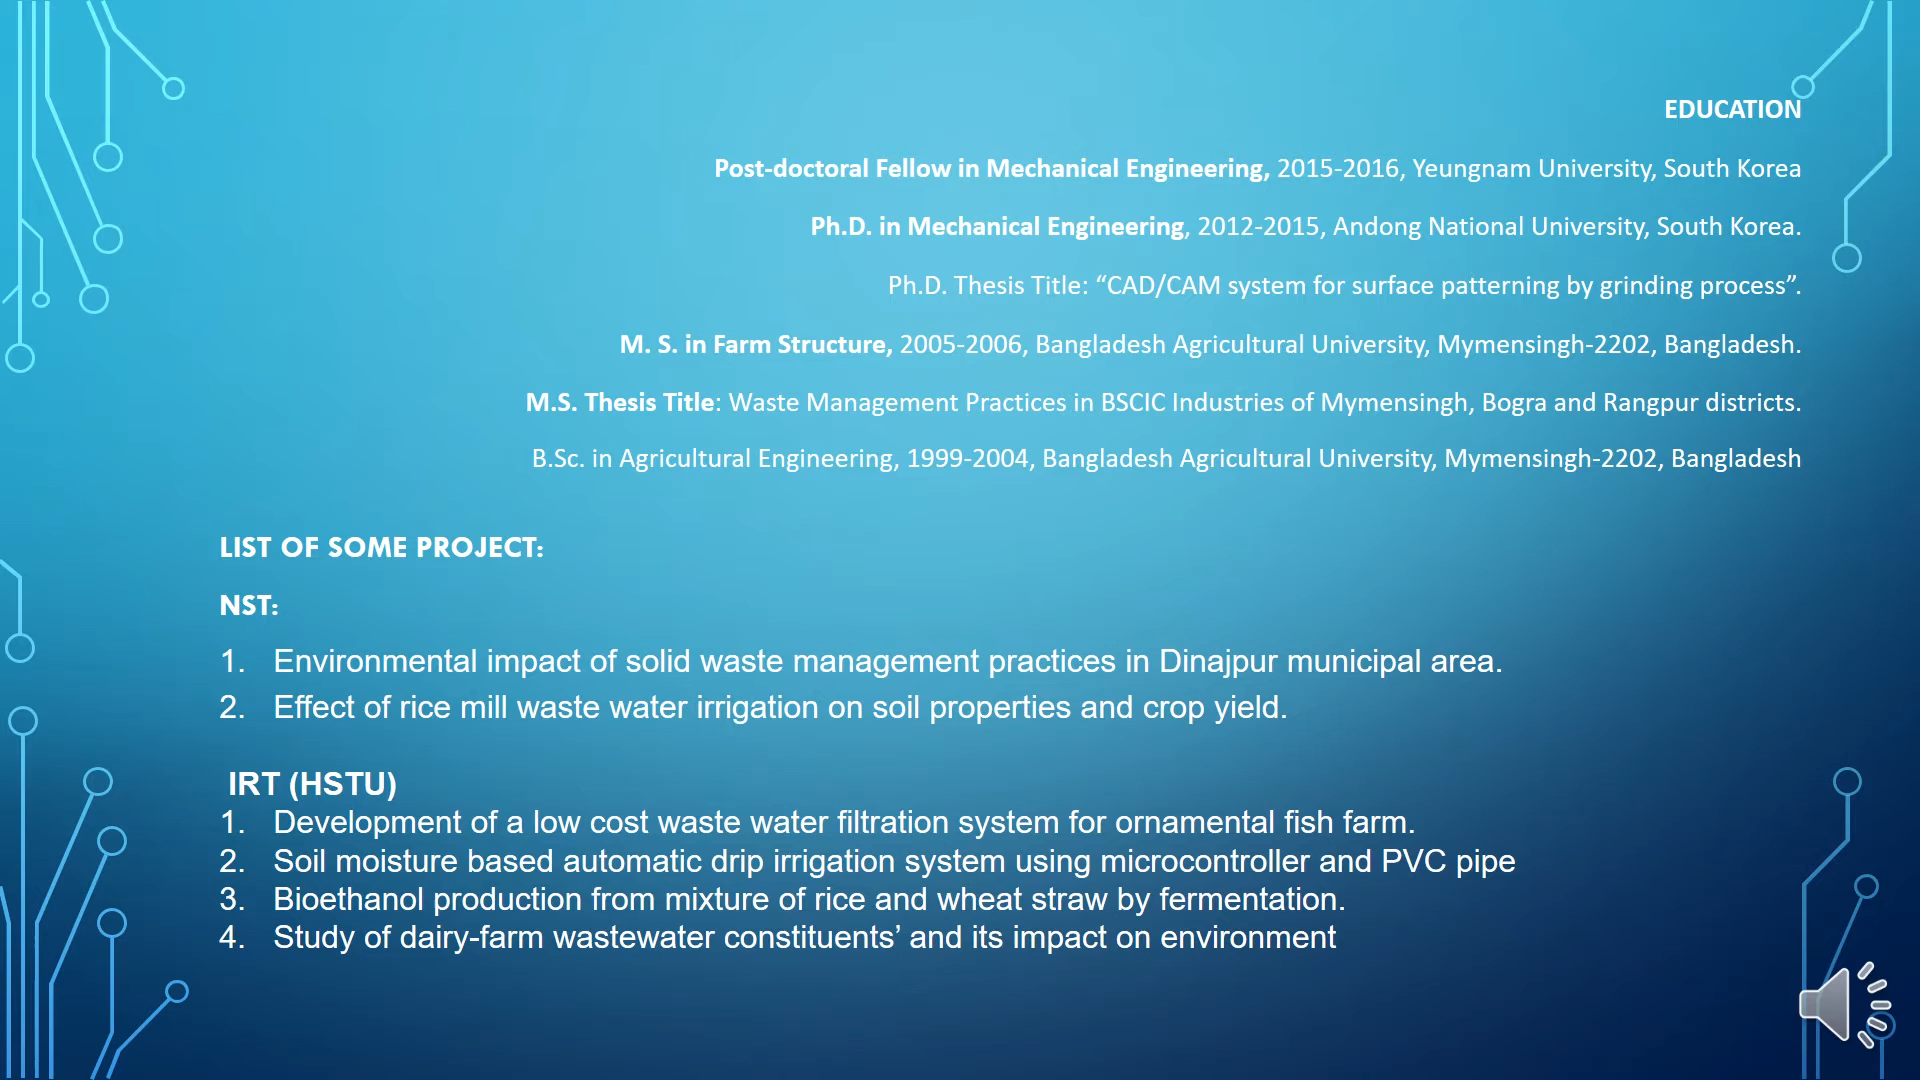 EDUCATION
Post-doctoral Fellow in Mechanical Engineering, 2015-2016, Yeungnam University, South Korea
Ph.D. in Mechanical Engineering, 2012-2015, Andong National University, South Korea.
Ph.D. Thesis Title: “CAD/CAM system for surface patterning by grinding process”.
M. S. in Farm Structure, 2005-2006, Bangladesh Agricultural University, Mymensingh-2202, Bangladesh.
M.S. Thesis Title: Waste Management Practices in BSCIC Industries of Mymensingh, Bogra and Rangpur districts.
B.Sc. in Agricultural Engineering, 1999-2004, Bangladesh Agricultural University, Mymensingh-2202, Bangladesh
LIST OF SOME PROJECT:
NST:
1. Environmental impact of solid waste management practices in Dinajpur municipal area.
2. Effect of rice mill waste water irrigation on soil properties and crop yield.
IRT (HSTU)
1. Development of a low cost waste water filtration system for ornamental fish farm.
2. Soil moisture based automatic drip irrigation system using microcontroller and PVC pipe
3. Bioethanol production from mixture of rice and wheat straw by fermentation.
4. Study of dairy-farm wastewater constituents’ and its impact on environment